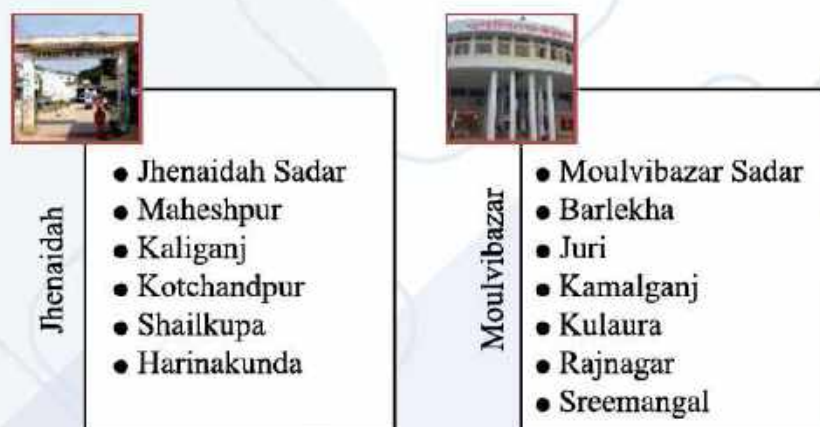 Jhenaidah
● Jhenaidah Sadar
● Maheshpur
● Kaliganj
● Kotchandpur
● Shailkupa
● Harinakunda
Moulvibazar
● Moulvibazar Sadar
● Barlekha
● Juri
● Kamalganj
● Kulaura
● Rajnagar
● Sreemangal